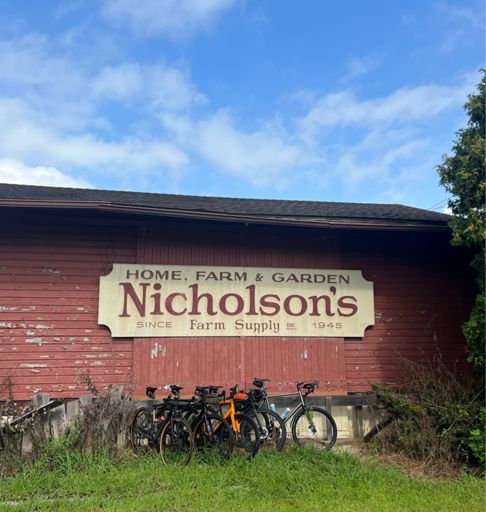 HOME, FARM & GARDEN
Nicholson's
SINCE Farm Supply INC. 1945